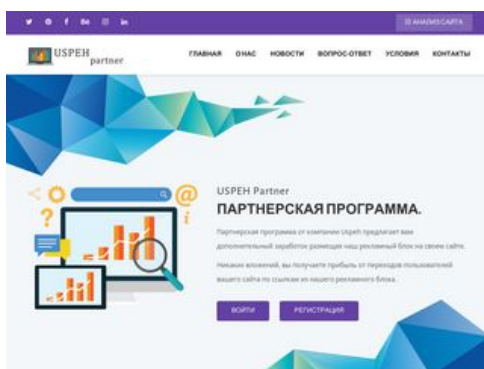 АНАЛИЗ САЙТА
USPEH
partner
ГЛАВНАЯ О НАС НОВОСТИ ВОПРОС-ОТВЕТ УСЛОВИЯ КОНТАКТЫ
USPEH Partner
ПАРТНЕРСКАЯ ПРОГРАММА.
Партнерская программа от компании Uspeh предлагает вам
дополнительный заработок размещая наш рекламный блок на своем сайте.
Никаких вложений, вы получаете прибыль от переходов пользователей
вашего сайта по ссылкам из нашего рекламного блока.
ВОЙТИ РЕГИСТРАЦИЯ